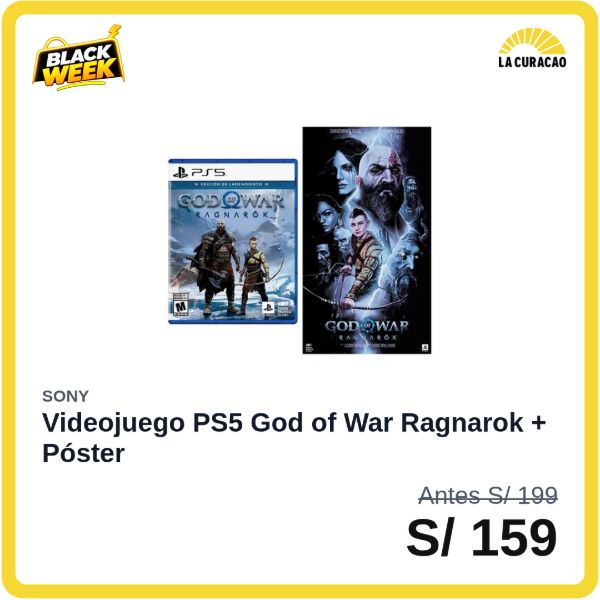 BLACK
WEEK
LA CURACAO
PS5
EDICIÓN DE LANZAMIENTO
GOD OF WAR
RAGNARÖK
M
GOD OF WAR
RAGNARÖK
SONY
Videojuego PS5 God of War Ragnarok +
Póster
Antes S/ 199
S/ 159